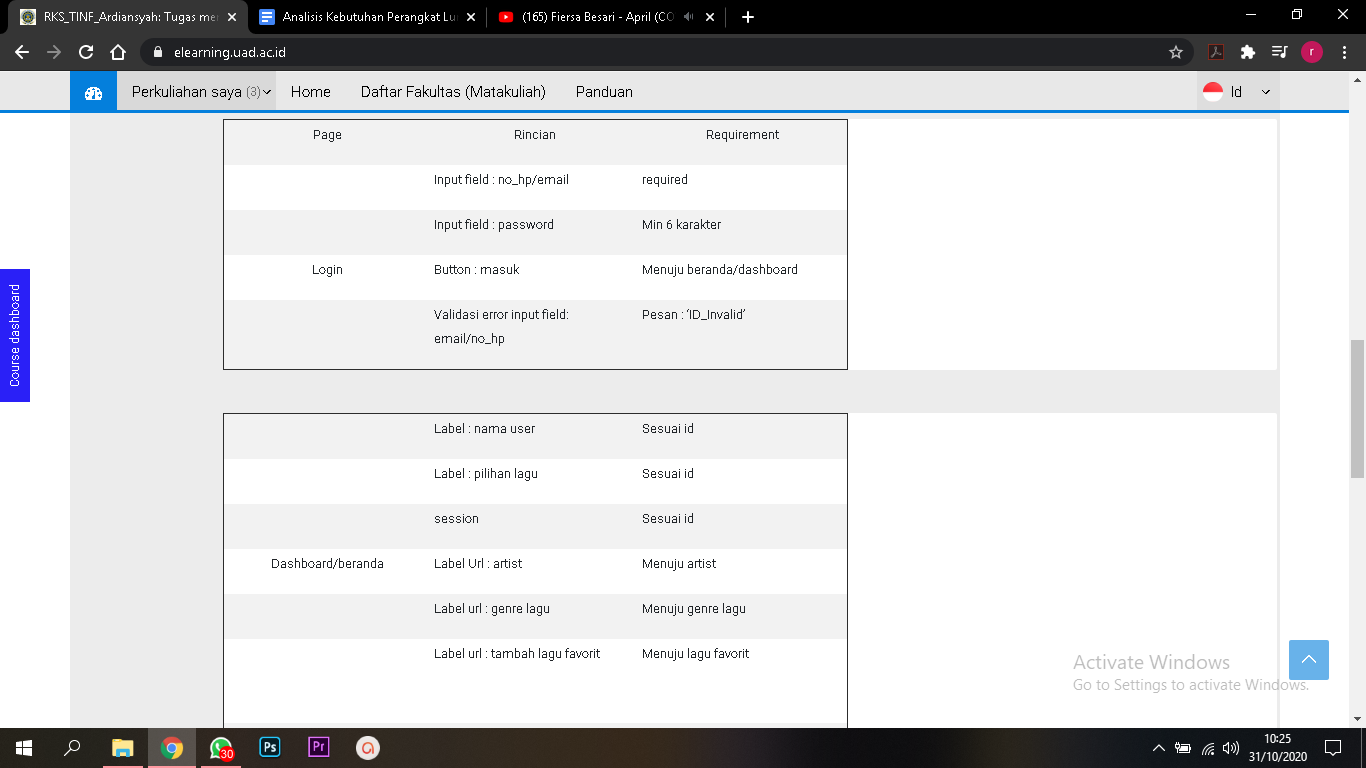 RKS_TINF_Ardiansyah: Tugas mer
Analisis Kebutuhan Perangkat Lu
(165) Fiersa Besari - April (CO
elearning.uad.ac.id
r
Perkuliahan saya (3) Home Daftar Fakultas (Matakuliah) Panduan Id
Course dashboard
Page Rincian Requirement
Input field : no_hp/email required
Input field : password Min 6 karakter
Login Button : masuk Menuju beranda/dashboard
Validasi error input field: Pesan : ‘ID_Invalid’
email/no_hp
Label : nama user Sesuai id
Label : pilihan lagu Sesuai id
session Sesuai id
Dashboard/beranda Label Url : artist Menuju artist
Label url : genre lagu Menuju genre lagu
Label url : tambah lagu favorit Menuju lagu favorit
Activate Windows
Go to Settings to activate Windows.
30
Ps
Pr
10:25
31/10/2020